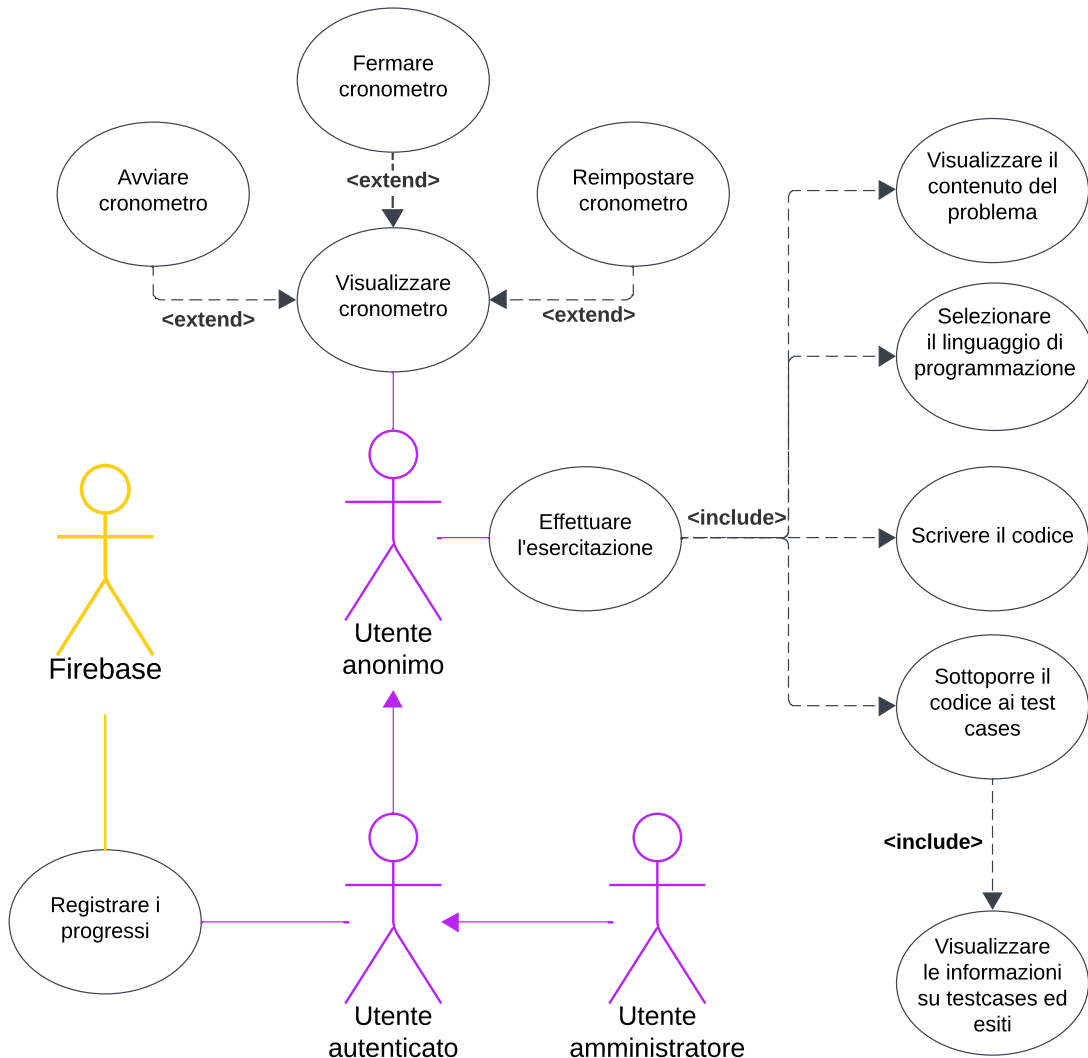 Fermare
cronometro
<extend>
Avviare
cronometro
Reimpostare
cronometro
Visualizzare
cronometro
<extend>
<extend>
Visualizzare il
contenuto del
problema
Selezionare
il linguaggio di
programmazione
Effettuare
l'esercitazione
<include>
Scrivere il codice
Utente
anonimo
Firebase
Sottoporre il
codice ai test
cases
<include>
Registrare i
progressi
Utente
autenticato
Utente
amministratore
Visualizzare
le informazioni
su testcases ed
esiti